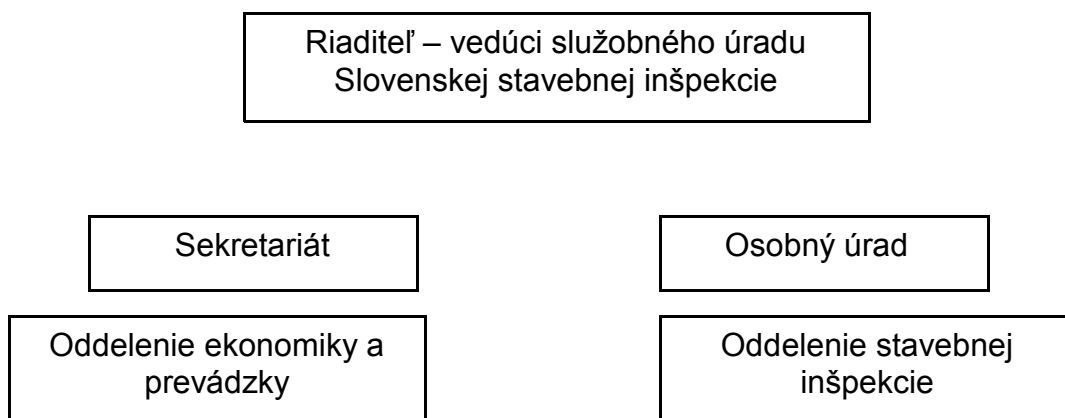 Riaditeľ – vedúci služobného úradu
Slovenskej stavebnej inšpekcie
Sekretariát
Osobný úrad
Oddelenie ekonomiky a
prevádzky
Oddelenie stavebnej
inšpekcie